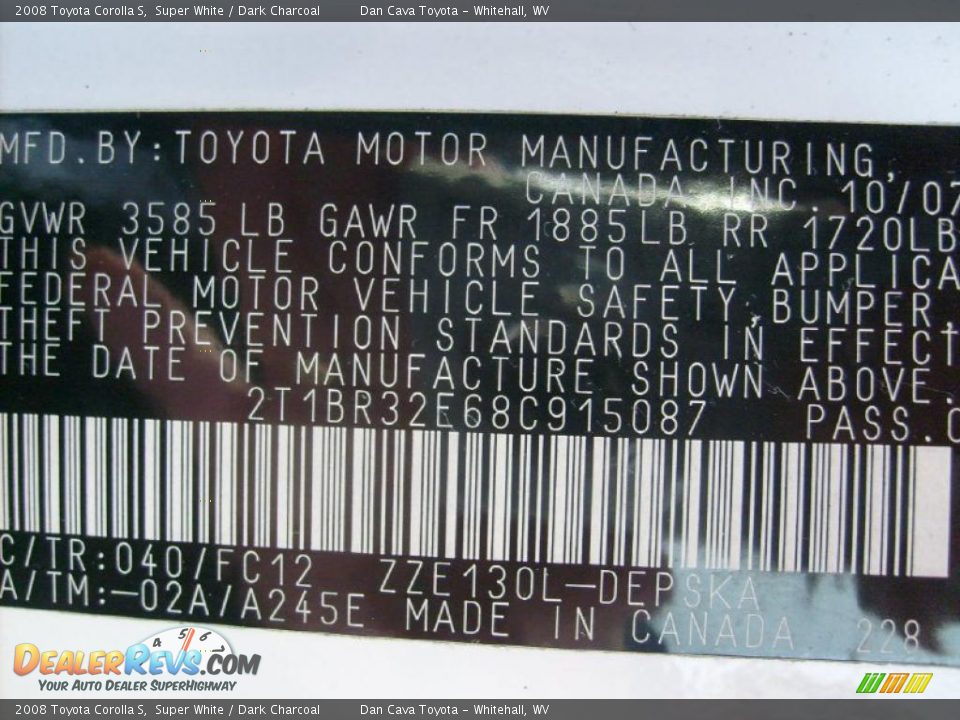 2008 Toyota Corolla S, Super White / Dark Charcoal Dan Cava Toyota - Whitehall, WV
MFD.BY:TOYOTA MOTOR MANUFACTURING,
CANADA INC. 10/07
GVWR 3585LB GAWR FR 1885LB RR 1720LB
THIS VEHICLE CONFORMS TO ALL APPLICA
FEDERAL MOTOR VEHICLE SAFETY,BUMPER,
THEFT PREVENTION STANDARDS IN EFFECT
THE DATE OF MANUFACTURE SHOWN ABOVE.
2T1BR32E68C915087 PASS.C
C/TR:040/FC12 ZZE130L-DEPSKA
A/TM:-02A/A245E MADE IN CANADA 228
4 5 6
DEALERREVS.COM
YOUR AUTO DEALER SUPERHIGHWAY
2008 Toyota Corolla S, Super White / Dark Charcoal Dan Cava Toyota - Whitehall, WV